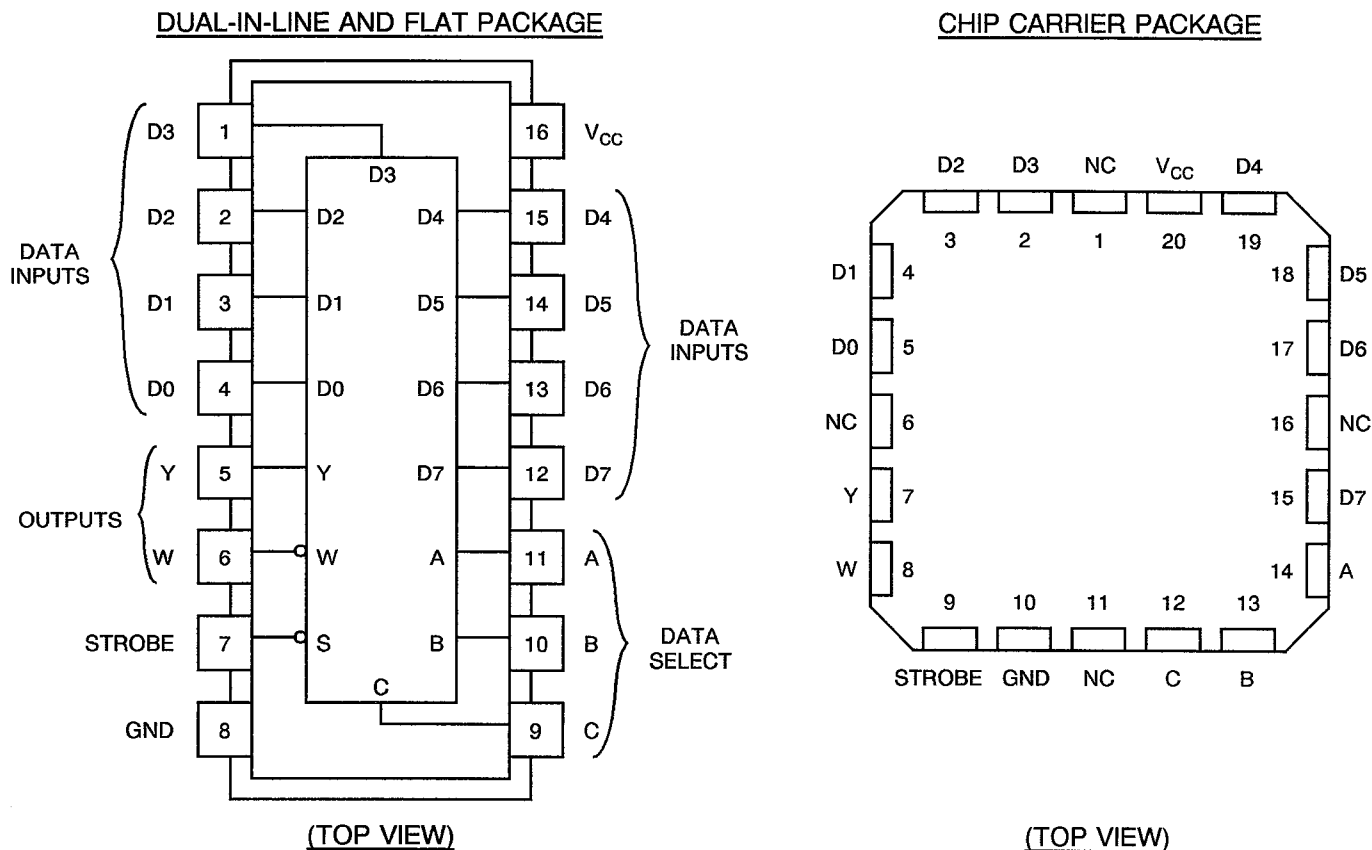 DUAL-IN-LINE AND FLAT PACKAGE
D3 1 16 VCC
D3
D2 2 D2 D4 15 D4
DATA
INPUTS
D1 3 D1 D5 14 D5
DATA
INPUTS
D0 4 D0 D6 13 D6
Y 5 Y D7 12 D7
OUTPUTS
W 6 W A 11 A
STROBE 7 S B 10 B
DATA
SELECT
C
GND 8 9 C
(TOP VIEW)
CHIP CARRIER PACKAGE
D2 D3 NC VCC D4
3 2 1 20 19
D1 4 18 D5
D0 5 17 D6
NC 6 16 NC
Y 7 15 D7
W 8 14 A
9 10 11 12 13
STROBE GND NC C B
(TOP VIEW)